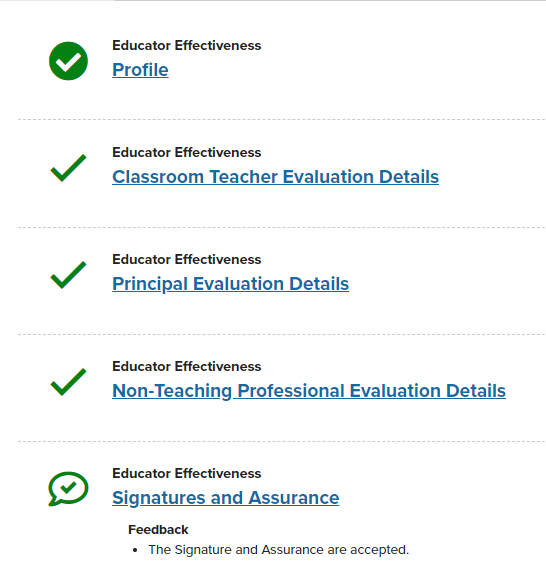 Educator Effectiveness
Profile
Educator Effectiveness
Classroom Teacher Evaluation Details
Educator Effectiveness
Principal Evaluation Details
Educator Effectiveness
Non-Teaching Professional Evaluation Details
Educator Effectiveness
Signatures and Assurance
Feedback
• The Signature and Assurance are accepted.